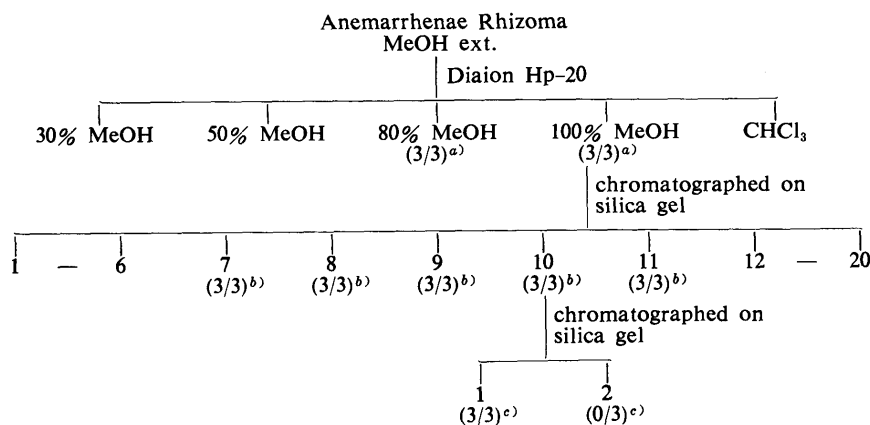 Anemarrhenae Rhizoma
MeOH ext.
Diaion Hp-20
30% MeOH 50% MeOH 80% MeOH 100% MeOH CHCl₃
(3/3)ᵃ⁾ (3/3)ᵃ⁾
chromatographed on
silica gel
1 — 6 7 8 9 10 11 12 — 20
(3/3)ᵇ⁾ (3/3)ᵇ⁾ (3/3)ᵇ⁾ (3/3)ᵇ⁾ (3/3)ᵇ⁾
chromatographed on
silica gel
1 2
(3/3)ᶜ⁾ (0/3)ᶜ⁾